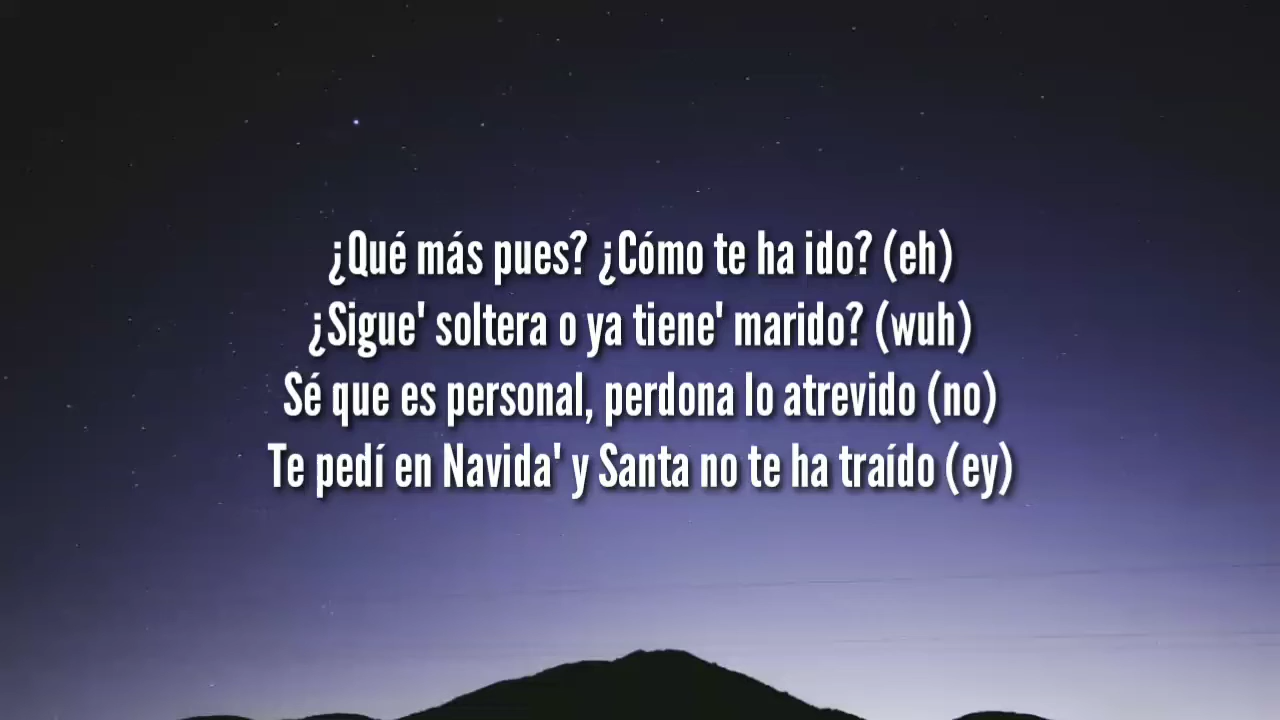 ¿Qué más pues? ¿Cómo te ha ido? (eh)
¿Sigue' soltera o ya tiene' marido? (wuh)
Sé que es personal, perdona lo atrevido (no)
Te pedí en Navida' y Santa no te ha traído (ey)